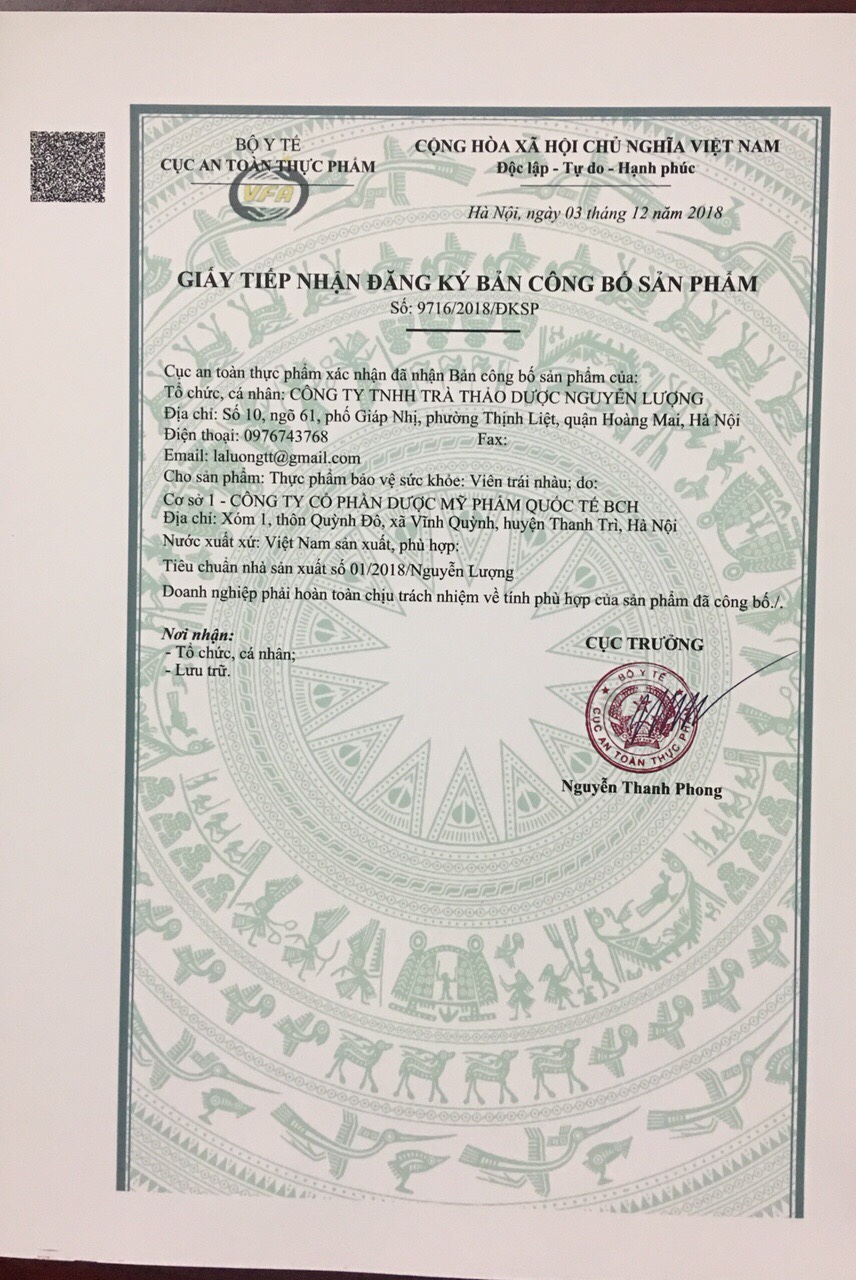 BỘ Y TẾ
CỤC AN TOÀN THỰC PHẨM
VFA
CỘNG HÒA XÃ HỘI CHỦ NGHĨA VIỆT NAM
Độc lập - Tự do - Hạnh phúc
Hà Nội, ngày 03 tháng 12 năm 2018
GIẤY TIẾP NHẬN ĐĂNG KÝ BẢN CÔNG BỐ SẢN PHẨM
Số: 9716/2018/ĐKSP
Cục an toàn thực phẩm xác nhận đã nhận Bản công bố sản phẩm của:
Tổ chức, cá nhân: CÔNG TY TNHH TRÀ THẢO DƯỢC NGUYỄN LƯỢNG
Địa chỉ: Số 10, ngõ 61, phố Giáp Nhị, phường Thịnh Liệt, quận Hoàng Mai, Hà Nội
Điện thoại: 0976743768 Fax:
Email: laluongtt@gmail.com
Cho sản phẩm: Thực phẩm bảo vệ sức khỏe: Viên trái nhàu; do:
Cơ sở 1 - CÔNG TY CỔ PHẦN DƯỢC MỸ PHẨM QUỐC TẾ BCH
Địa chỉ: Xóm 1, thôn Quỳnh Đô, xã Vĩnh Quỳnh, huyện Thanh Trì, Hà Nội
Nước xuất xứ: Việt Nam sản xuất, phù hợp:
Tiêu chuẩn nhà sản xuất số 01/2018/Nguyễn Lượng
Doanh nghiệp phải hoàn toàn chịu trách nhiệm về tính phù hợp của sản phẩm đã công bố./.
Nơi nhận:
- Tổ chức, cá nhân;
- Lưu trữ.
CỤC TRƯỞNG
BỘ Y TẾ
CỤC AN TOÀN THỰC PHẨM
Nguyễn Thanh Phong